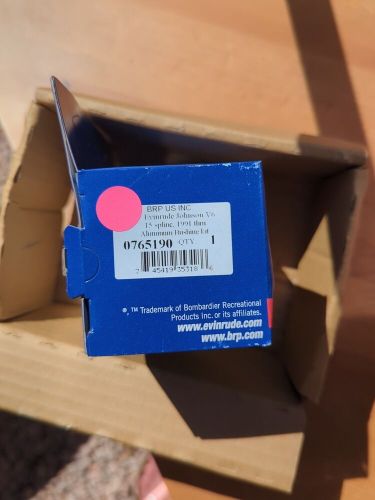 BRP US INC
Evinrude Johnson V6
15 spline, 1991 thru
Aluminum Bushing kit
0765190 QTY 1
7 45419 35318 6
®, ™ Trademark of Bombardier Recreational
Products Inc. or its affiliates.
www.evinrude.com
www.brp.com